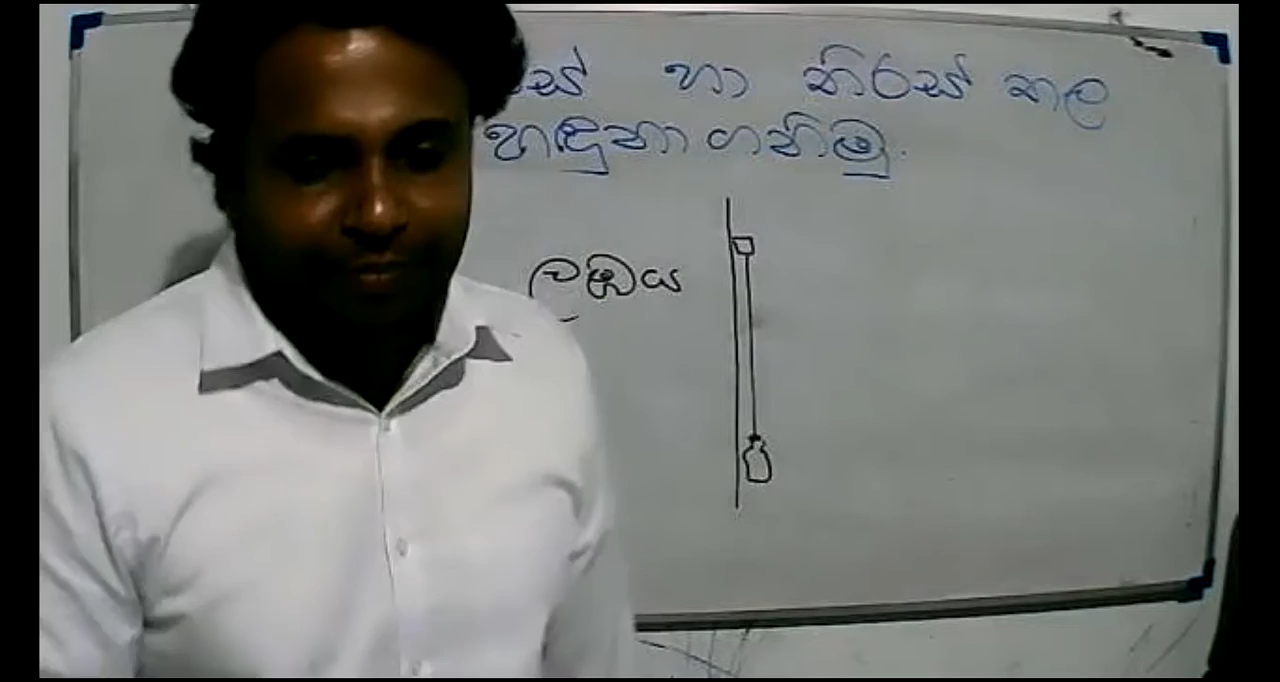 හා තිරස් තල
හඳුනා ගනිමු.
ලඹය